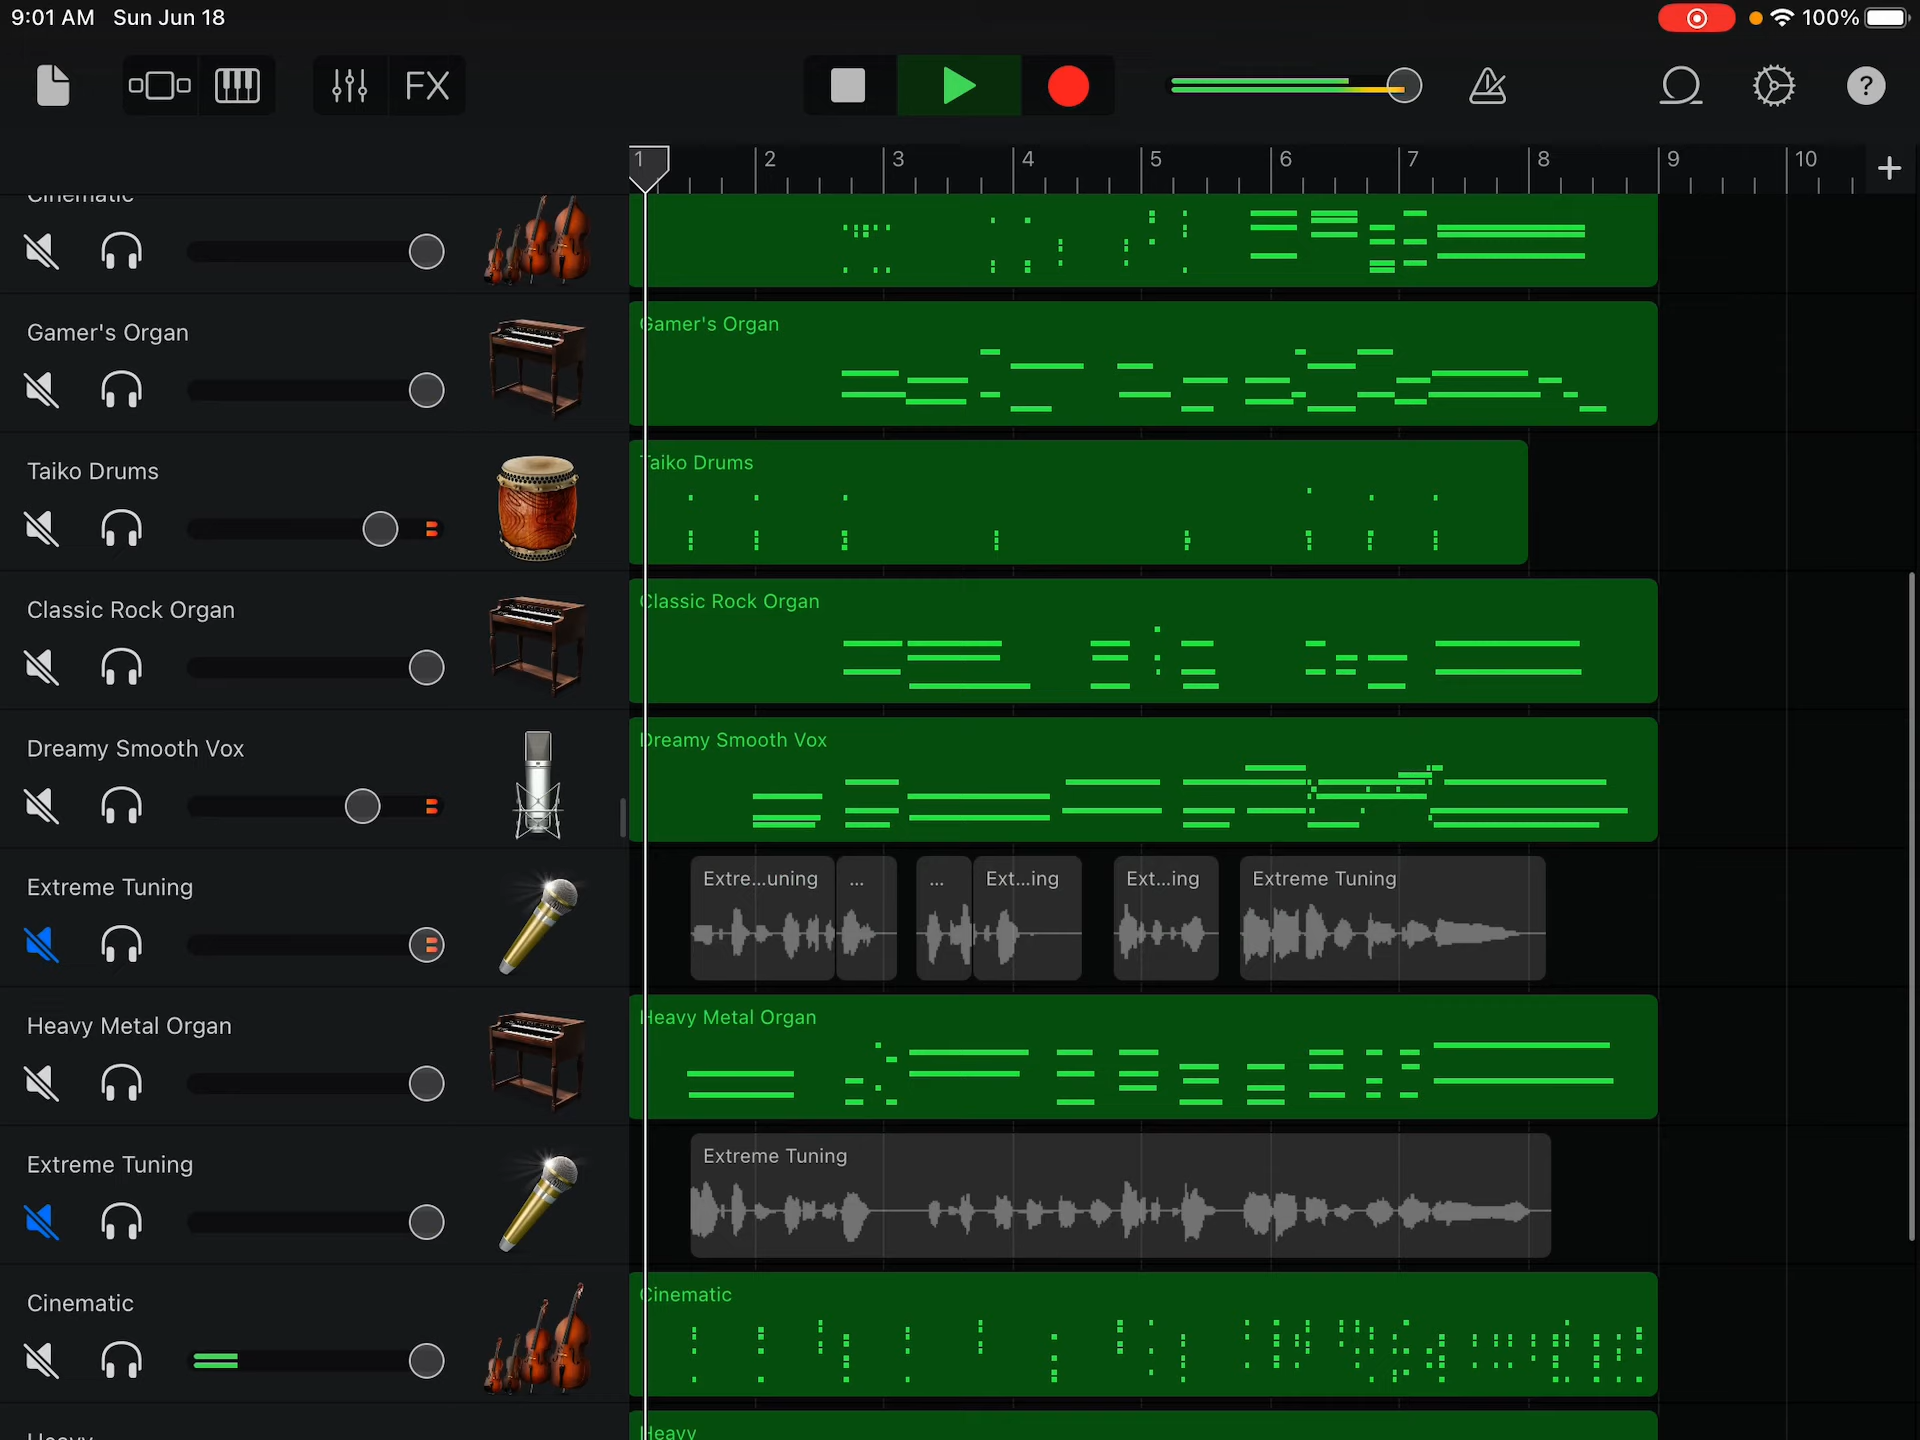 9:01 AM Sun Jun 18
100%
FX
?
1 2 3 4 5 6 7 8 9 10 +
Cinematic
Gamer's Organ
Gamer's Organ
Taiko Drums
Taiko Drums
Classic Rock Organ
Classic Rock Organ
Dreamy Smooth Vox
Dreamy Smooth Vox
Extreme Tuning
Extre...uning ... ... Ext...ing Ext...ing Extreme Tuning
Heavy Metal Organ
Heavy Metal Organ
Extreme Tuning
Extreme Tuning
Cinematic
Cinematic
Heavy
Heavy